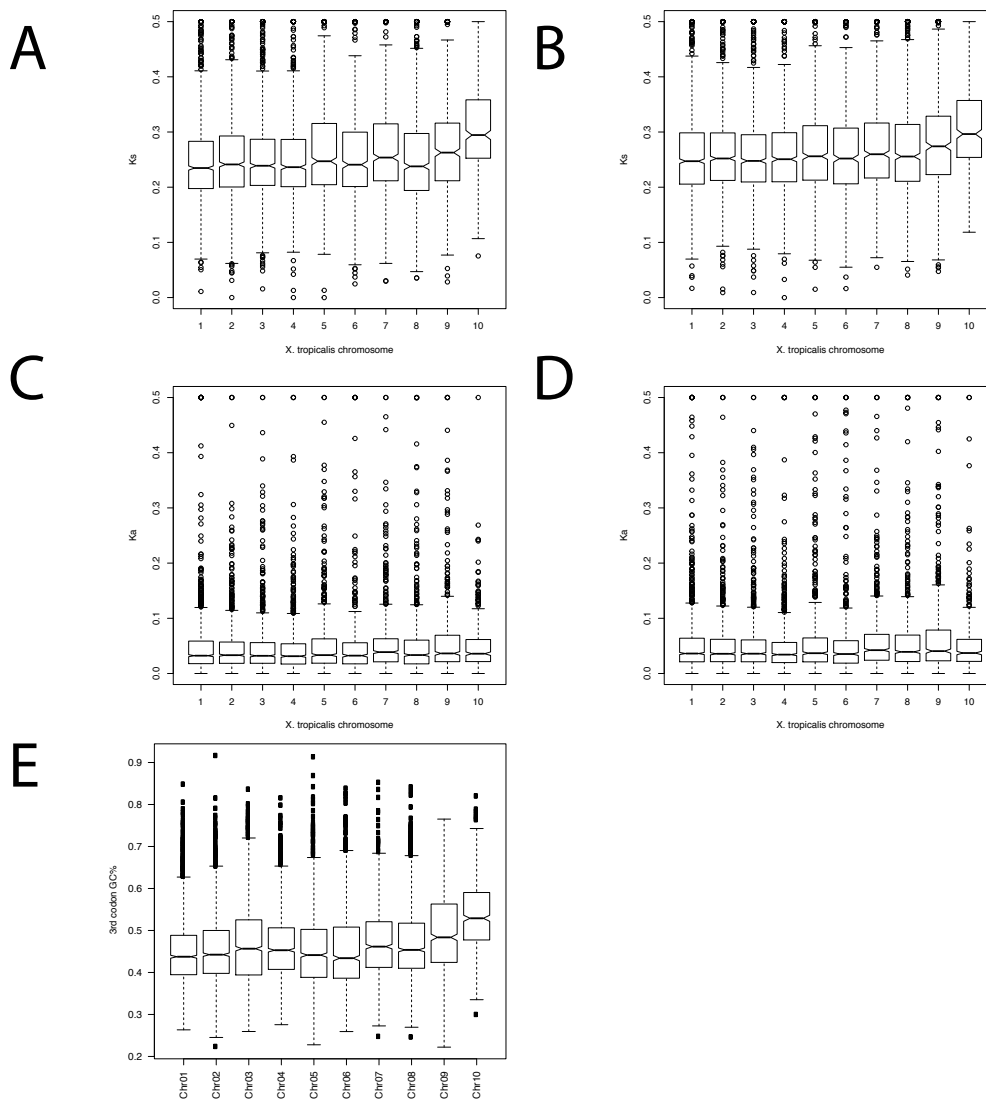 A
0.5
0.4
0.3
0.2
0.1
0.0
Ks
1 2 3 4 5 6 7 8 9 10
X. tropicalis chromosome
B
0.5
0.4
0.3
0.2
0.1
0.0
Ks
1 2 3 4 5 6 7 8 9 10
X. tropicalis chromosome
C
0.5
0.4
0.3
0.2
0.1
0.0
Ka
1 2 3 4 5 6 7 8 9 10
X. tropicalis chromosome
D
0.5
0.4
0.3
0.2
0.1
0.0
Ka
1 2 3 4 5 6 7 8 9 10
X. tropicalis chromosome
E
0.9
0.8
0.7
0.6
0.5
0.4
0.3
0.2
3rd codon GC%
Chr01 Chr02 Chr03 Chr04 Chr05 Chr06 Chr07 Chr08 Chr09 Chr10